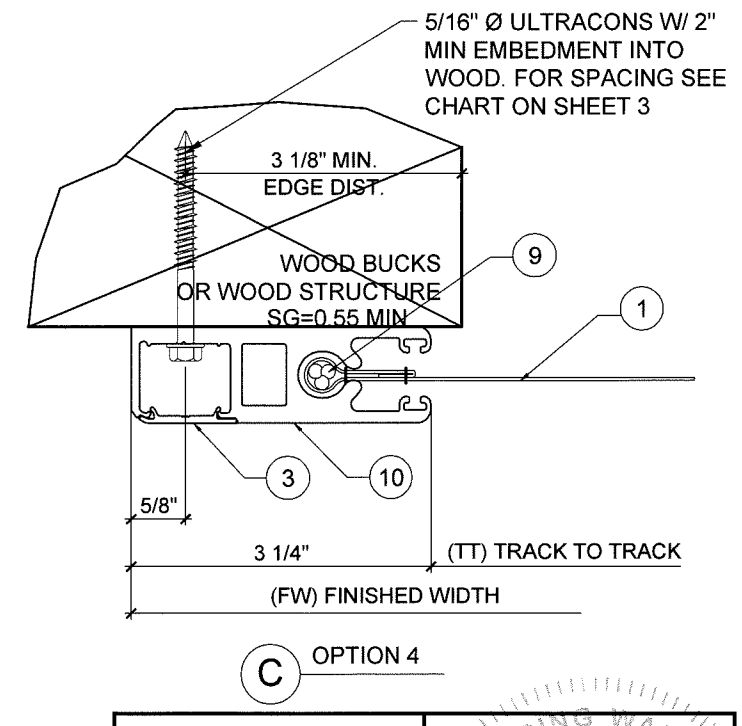 5/16" Ø ULTRACONS W/ 2"
MIN EMBEDMENT INTO
WOOD. FOR SPACING SEE
CHART ON SHEET 3
3 1/8" MIN.
EDGE DIST.
WOOD BUCKS
OR WOOD STRUCTURE
SG=0.55 MIN
9
1
3
10
5/8"
3 1/4"
(TT) TRACK TO TRACK
(FW) FINISHED WIDTH
C OPTION 4